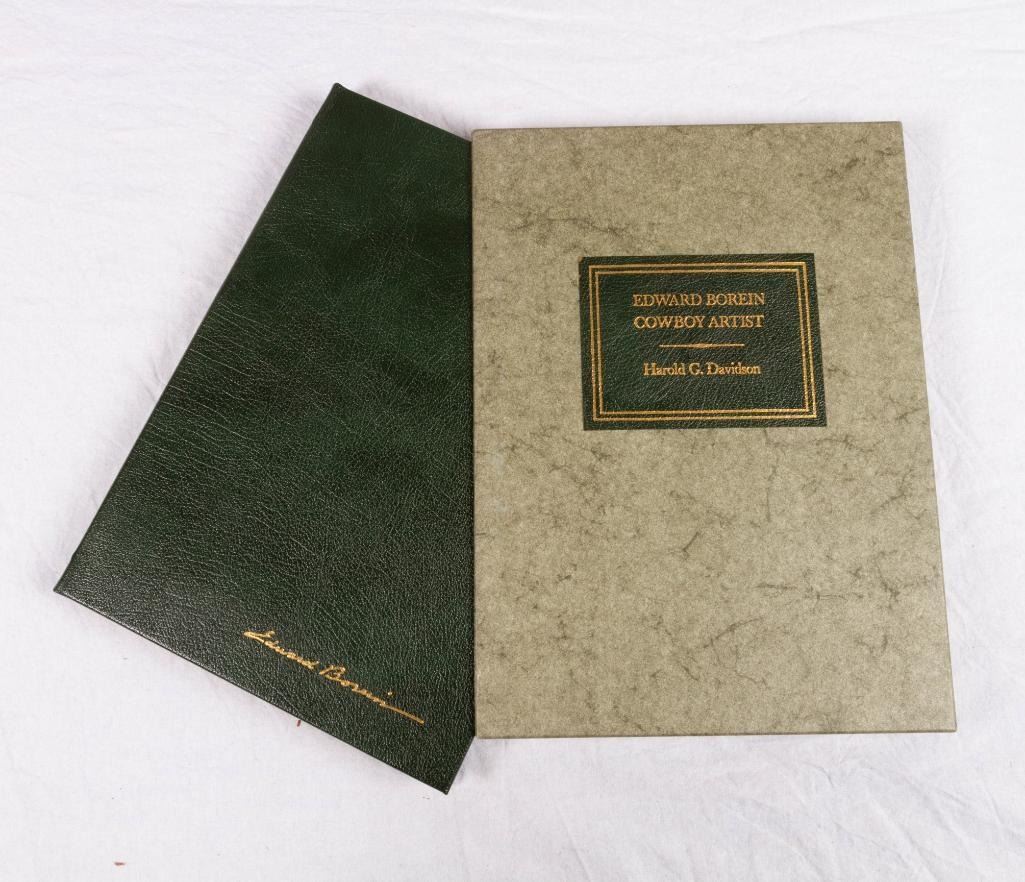 EDWARD BOREIN
COWBOY ARTIST
Harold G. Davidson
Edward Borein